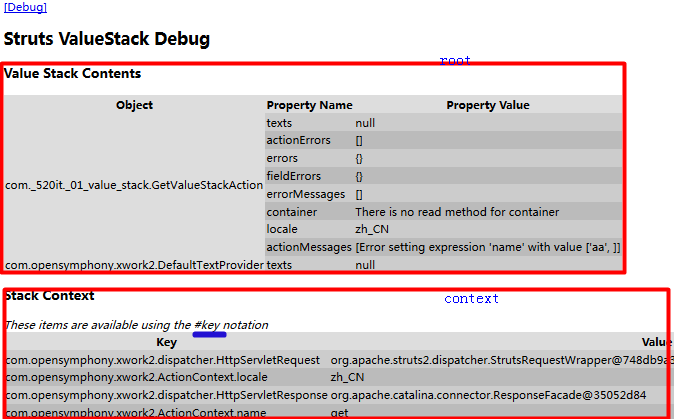 [Debug]
Struts ValueStack Debug
root
Value Stack Contents
Object Property Name Property Value
texts null
actionErrors []
errors {}
fieldErrors {}
com._520it._01_value_stack.GetValueStackAction
errorMessages []
container There is no read method for container
locale zh_CN
actionMessages [Error setting expression 'name' with value ['aa', ]]
com.opensymphony.xwork2.DefaultTextProvider texts null
Stack Context
context
These items are available using the #key notation
Key Value
com.opensymphony.xwork2.dispatcher.HttpServletRequest org.apache.struts2.dispatcher.StrutsRequestWrapper@748db9a3
com.opensymphony.xwork2.ActionContext.locale zh_CN
com.opensymphony.xwork2.dispatcher.HttpServletResponse org.apache.catalina.connector.ResponseFacade@35052d84
com.opensymphony.xwork2.ActionContext.name get